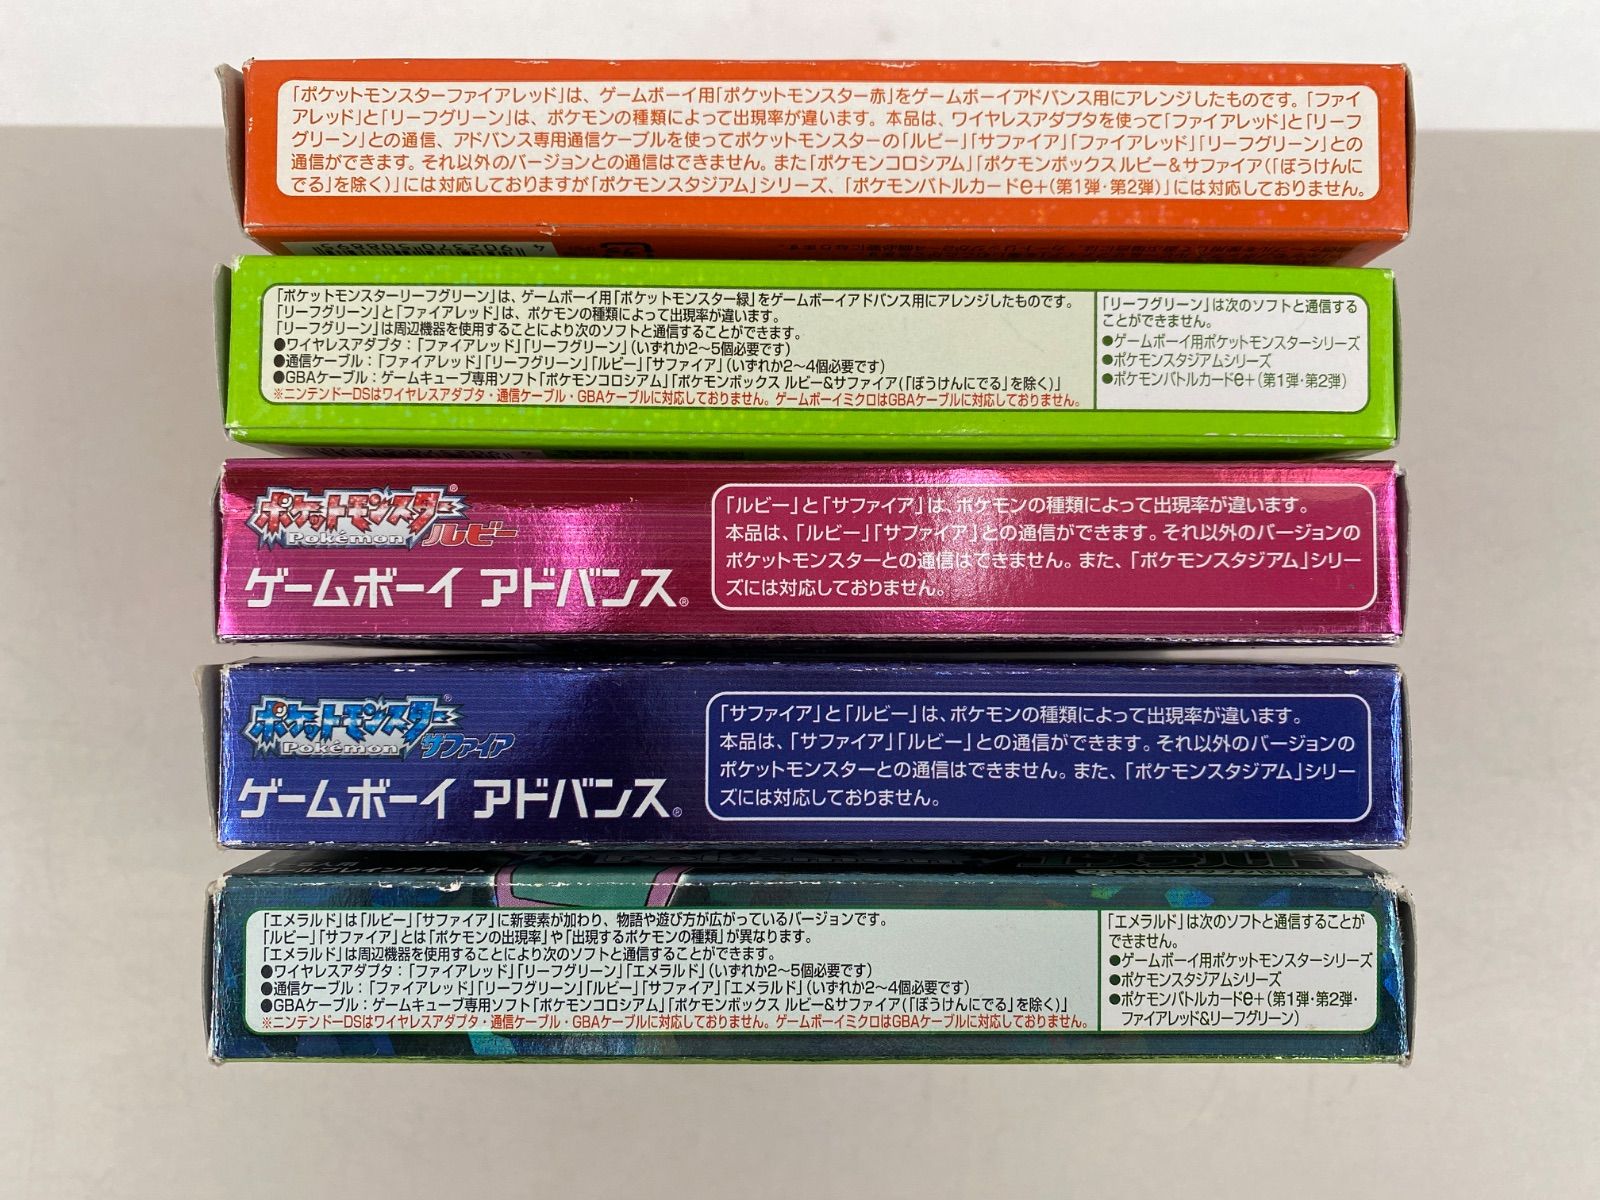 「ポケットモンスターファイアレッド」は、ゲームボーイ用「ポケットモンスター赤」をゲームボーイアドバンス用にアレンジしたものです。「ファイ
アレッド」と「リーフグリーン」は、ポケモンの種類によって出現率が違います。本品は、ワイヤレスアダプタを使って「ファイアレッド」と「リーフ
グリーン」との通信、アドバンス専用通信ケーブルを使ってポケットモンスターの「ルビー」「サファイア」「ファイアレッド」「リーフグリーン」との
通信ができます。それ以外のバージョンとの通信はできません。また「ポケモンコロシアム」「ポケモンボックスルビー&サファイア(「ぼうけんに
でる」を除く)」には対応しておりますが「ポケモンスタジアム」シリーズ、「ポケモンバトルカードe+(第1弾・第2弾)」には対応しておりません。
4 902370 508895
「ポケットモンスターリーフグリーン」は、ゲームボーイ用「ポケットモンスター緑」をゲームボーイアドバンス用にアレンジしたものです。
「リーフグリーン」と「ファイアレッド」は、ポケモンの種類によって出現率が違います。
「リーフグリーン」は周辺機器を使用することにより次のソフトと通信することができます。
●ワイヤレスアダプタ:「ファイアレッド」「リーフグリーン」(いずれか2〜5個必要です)
●通信ケーブル:「ファイアレッド」「リーフグリーン」「ルビー」「サファイア」(いずれか2〜4個必要です)
●GBAケーブル:ゲームキューブ専用ソフト「ポケモンコロシアム」「ポケモンボックス ルビー&サファイア(「ぼうけんにでる」を除く)」
※ニンテンドーDSはワイヤレスアダプタ・通信ケーブル・GBAケーブルに対応しておりません。ゲームボーイミクロはGBAケーブルに対応しておりません。
「リーフグリーン」は次のソフトと通信する
ことができません。
●ゲームボーイ用ポケットモンスターシリーズ
●ポケモンスタジアムシリーズ
●ポケモンバトルカードe+(第1弾・第2弾)
ポケットモンスター®
Pokémon ルビー
ゲームボーイ アドバンス®
「ルビー」と「サファイア」は、ポケモンの種類によって出現率が違います。
本品は、「ルビー」「サファイア」との通信ができます。それ以外のバージョンの
ポケットモンスターとの通信はできません。また、「ポケモンスタジアム」シリー
ズには対応しておりません。
ポケットモンスター®
Pokémon サファイア
ゲームボーイ アドバンス®
「サファイア」と「ルビー」は、ポケモンの種類によって出現率が違います。
本品は、「サファイア」「ルビー」との通信ができます。それ以外のバージョンの
ポケットモンスターとの通信はできません。また、「ポケモンスタジアム」シリー
ズには対応しておりません。
「エメラルド」は「ルビー」「サファイア」に新要素が加わり、物語や遊び方が広がっているバージョンです。
「ルビー」「サファイア」とは「ポケモンの出現率」や「出現するポケモンの種類」が異なります。
「エメラルド」は周辺機器を使用することにより次のソフトと通信することができます。
●ワイヤレスアダプタ:「ファイアレッド」「リーフグリーン」「エメラルド」(いずれか2〜5個必要です)
●通信ケーブル:「ファイアレッド」「リーフグリーン」「ルビー」「サファイア」「エメラルド」(いずれか2〜4個必要です)
●GBAケーブル:ゲームキューブ専用ソフト「ポケモンコロシアム」「ポケモンボックス ルビー&サファイア(「ぼうけんにでる」を除く)」
※ニンテンドーDSはワイヤレスアダプタ・通信ケーブル・GBAケーブルに対応しておりません。ゲームボーイミクロはGBAケーブルに対応しておりません。
「エメラルド」は次のソフトと通信することが
できません。
●ゲームボーイ用ポケットモンスターシリーズ
●ポケモンスタジアムシリーズ
●ポケモンバトルカードe+(第1弾・第2弾・
ファイアレッド&リーフグリーン)